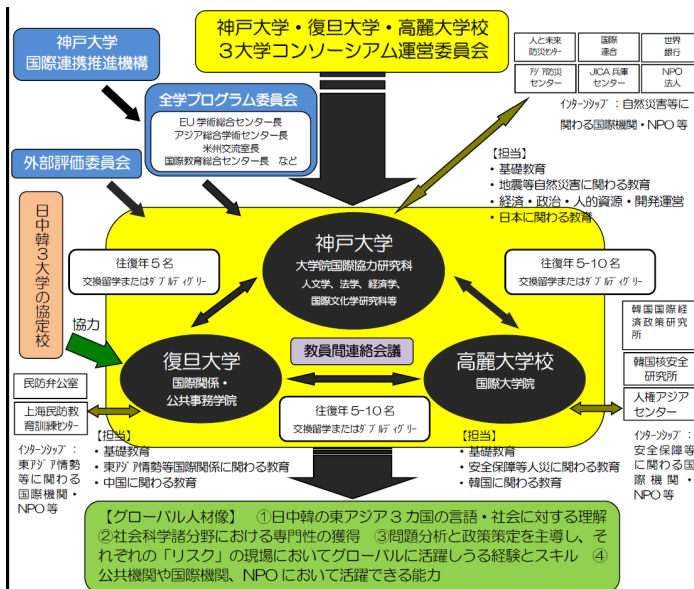 神戸大学
国際連携推進機構
神戸大学・復旦大学・高麗大学校
3大学コンソーシアム運営委員会
人と未来
防災センター
国際
連合
世界
銀行
アジア防災
センター
JICA 兵庫
センター
NPO
法人
インターンシップ：自然災害等に
関わる国際機関・NPO 等
全学プログラム委員会
EU 学術総合センター長
アジア総合学術センター長
米州交流室長
国際教育総合センター長　など
外部評価委員会
【担当】
・基礎教育
・地震等自然災害に関わる教育
・経済・政治・人的資源・開発運営
・日本に関わる教育
日中韓3大学の協定校
協力
神戸大学
大学院国際協力研究科
人文学、法学、経済学、
国際文化学研究科等
往復年5名
交換留学またはダブルディグリー
往復年5-10名
交換留学またはダブルディグリー
教員間連絡会議
復旦大学
国際関係・
公共事務学院
高麗大学校
国際大学院
往復年5-10名
交換留学またはダブルディグリー
韓国国際経
済政策研究
所
韓国核安全
研究所
人権アジア
センター
民防弁公室
上海民防教
育訓練センター
インターンシップ：
東アジア情勢
等に関わる
国際機関・
NPO 等
【担当】
・基礎教育
・東アジア情勢等国際関係に関わる教育
・中国に関わる教育
【担当】
・基礎教育
・安全保障等人災に関わる教育
・韓国に関わる教育
インターンシップ：
安全保障等
に関わる国
際機関・
NPO 等
【グローバル人材像】　①日中韓の東アジア3カ国の言語・社会に対する理解
②社会科学諸分野における専門性の獲得　③問題分析と政策策定を主導し、そ
れぞれの「リスク」の現場においてグローバルに活躍しうる経験とスキル　④
公共機関や国際機関、NPO において活躍できる能力